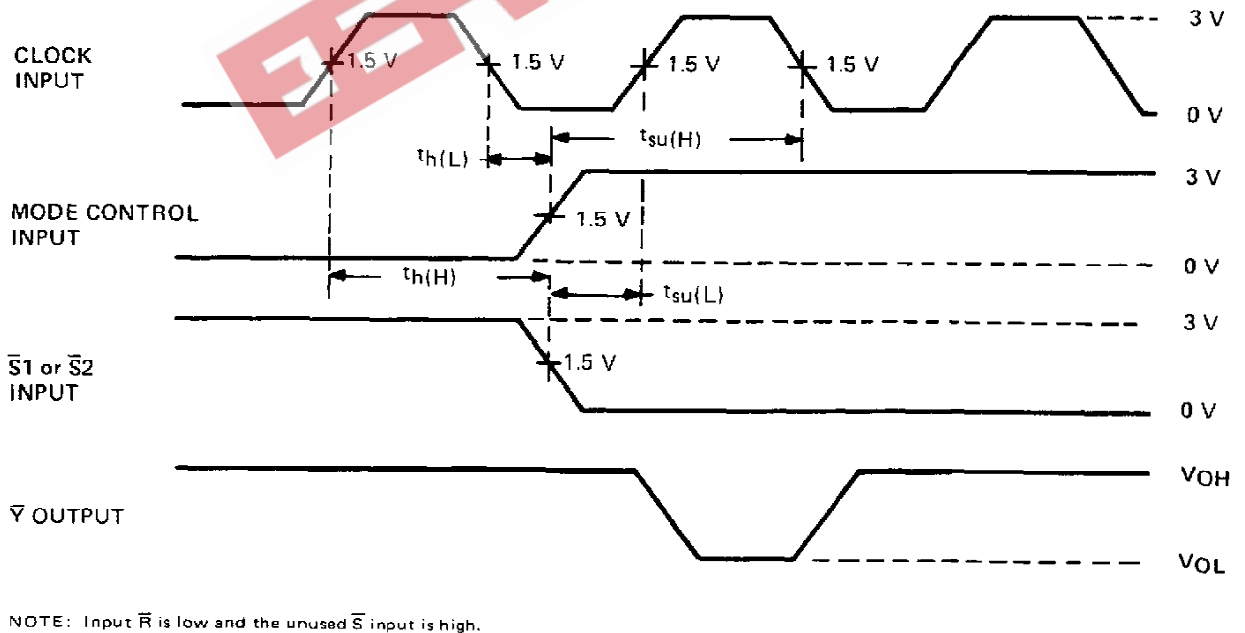 CLOCK
INPUT
1.5 V
1.5 V
1.5 V
1.5 V
3 V
0 V
th(L)
tsu(H)
MODE CONTROL
INPUT
1.5 V
3 V
0 V
th(H)
tsu(L)
S̅1 or S̅2
INPUT
1.5 V
3 V
0 V
Y̅ OUTPUT
VOH
VOL
NOTE: Input R̅ is low and the unused S̅ input is high.